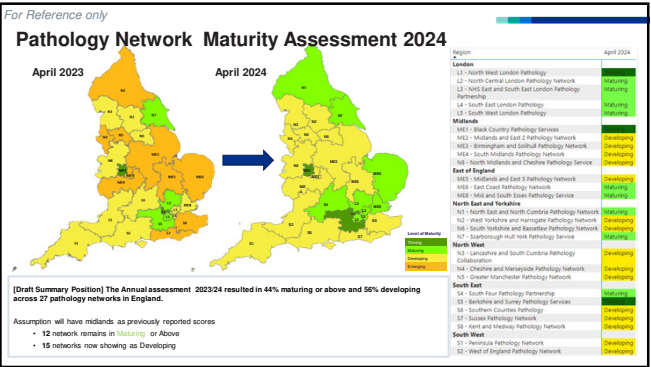 For Reference only
Pathology Network Maturity Assessment 2024
April 2023
April 2024
Level of Maturity
Thriving
Maturing
Developing
Emerging
[Draft Summary Position] The Annual assessment 2023/24 resulted in 44% maturing or above and 56% developing
across 27 pathology networks in England.
Assumption will have midlands as previously reported scores
• 12 network remains in Maturing or Above
• 15 networks now showing as Developing
Region April 2024
London
L1 - North West London Pathology
L2 - North Central London Pathology Network Maturing
L3 - NHS East and South East London Pathology Maturing
Partnership
L4 - South East London Pathology Maturing
L5 - South West London Pathology Maturing
Midlands
ME1 - Black Country Pathology Services
ME2 - Midlands and East 2 Pathology Network Developing
ME3 - Birmingham and Solihull Pathology Network Developing
ME4 - South Midlands Pathology Network Developing
N8 - North Midlands and Cheshire Pathology Service Developing
East of England
ME5 - Midlands and East 5 Pathology Network Developing
ME6 - East Coast Pathology Network Maturing
ME8 - Mid and South Essex Pathology Service Maturing
North East and Yorkshire
N1 - North East and North Cumbria Pathology Network Maturing
N2 - West Yorkshire and Harrogate Pathology Network Developing
N6 - South Yorkshire and Bassetlaw Pathology Network Developing
N7 - Scarborough Hull York Pathology Service Maturing
North West
N3 - Lancashire and South Cumbria Pathology Developing
Collaboration
N4 - Cheshire and Merseyside Pathology Network Developing
N5 - Greater Manchester Pathology Network Developing
South East
S4 - South Four Pathology Partnership Maturing
S5 - Berkshire and Surrey Pathology Services
S6 - Southern Counties Pathology Developing
S7 - Sussex Pathology Network Developing
S8 - Kent and Medway Pathology Network Developing
South West
S1 - Peninsula Pathology Network Developing
S2 - West of England Pathology Network Developing